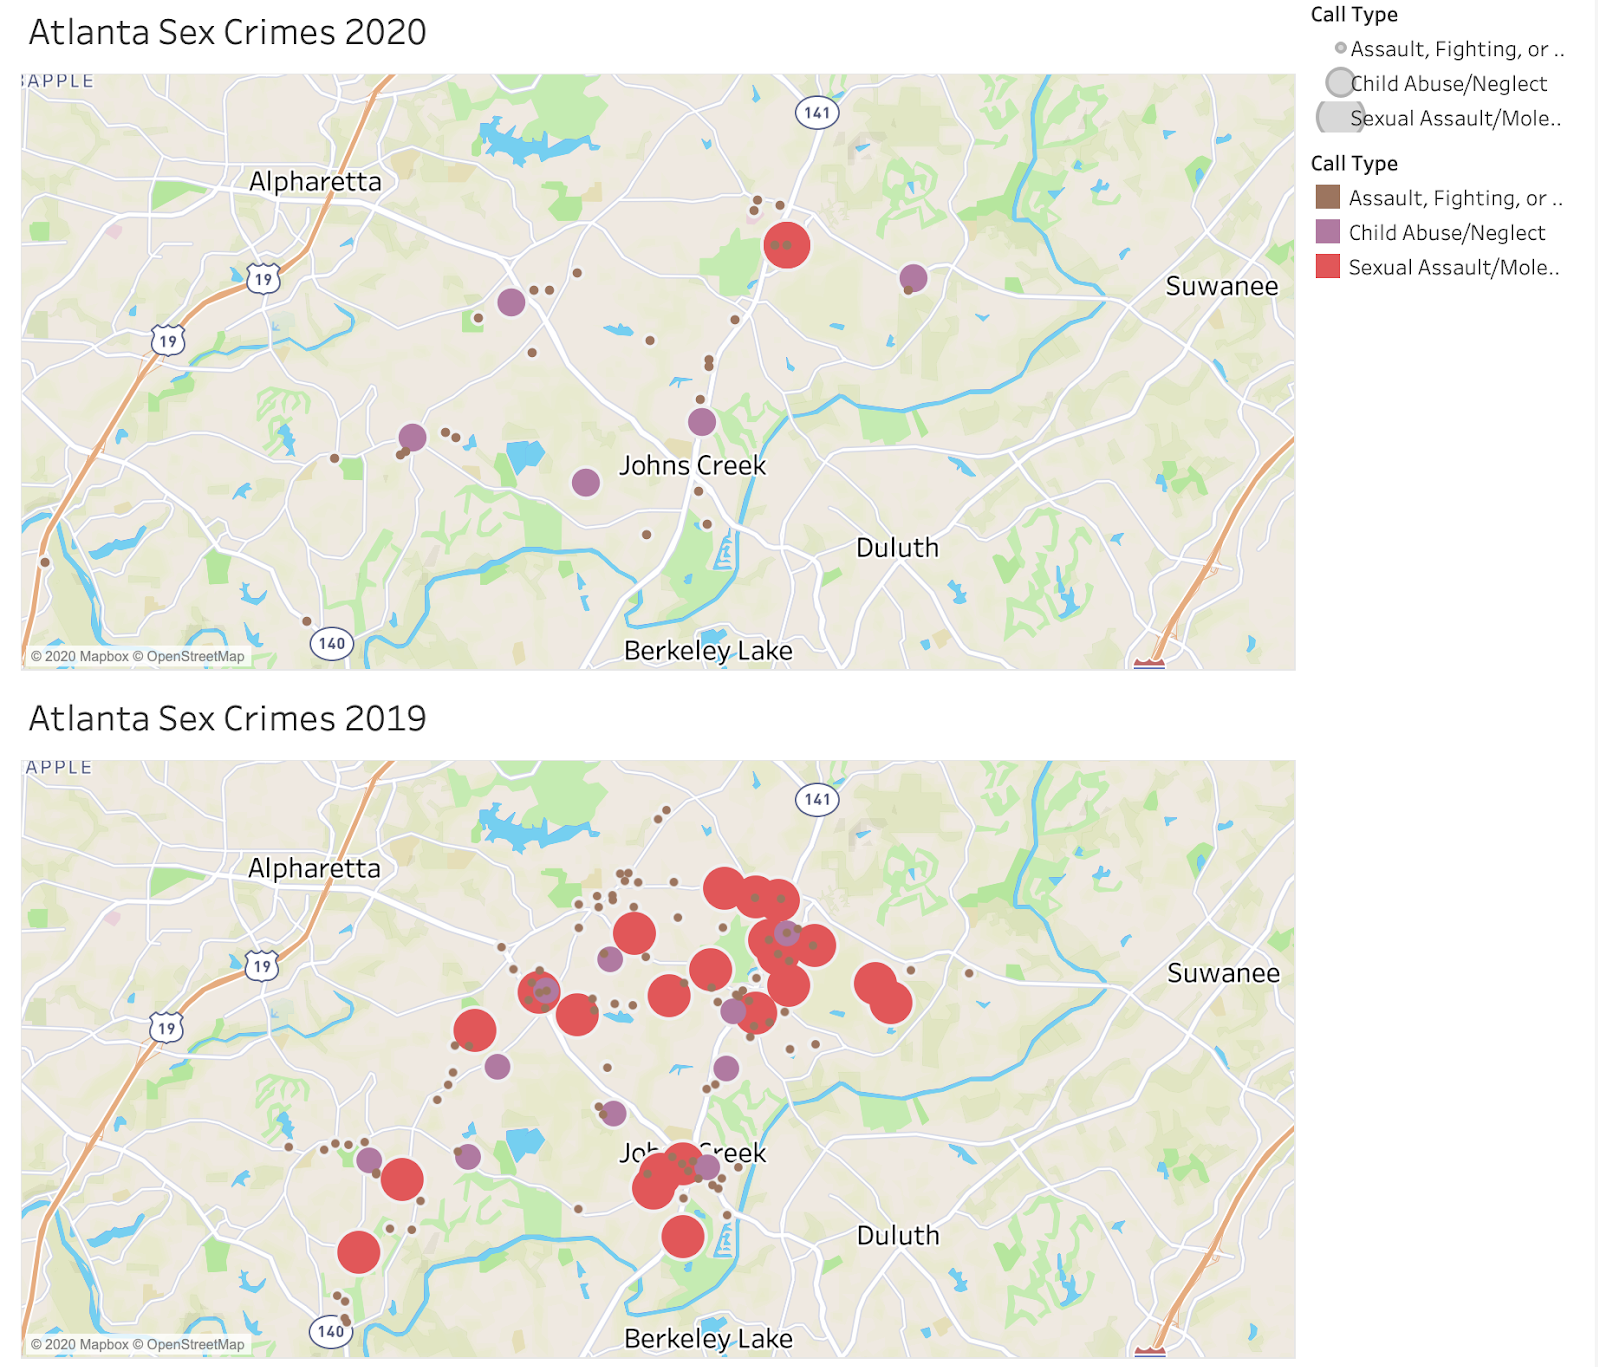 Atlanta Sex Crimes 2020
Call Type
Assault, Fighting, or ..
Child Abuse/Neglect
Sexual Assault/Mole..
Call Type
Assault, Fighting, or ..
Child Abuse/Neglect
Sexual Assault/Mole..
APPLE
141
Alpharetta
19
Suwanee
19
Johns Creek
Duluth
140
Berkeley Lake
© 2020 Mapbox © OpenStreetMap
Atlanta Sex Crimes 2019
APPLE
141
Alpharetta
19
Suwanee
19
Joh Creek
Duluth
140
Berkeley Lake
© 2020 Mapbox © OpenStreetMap